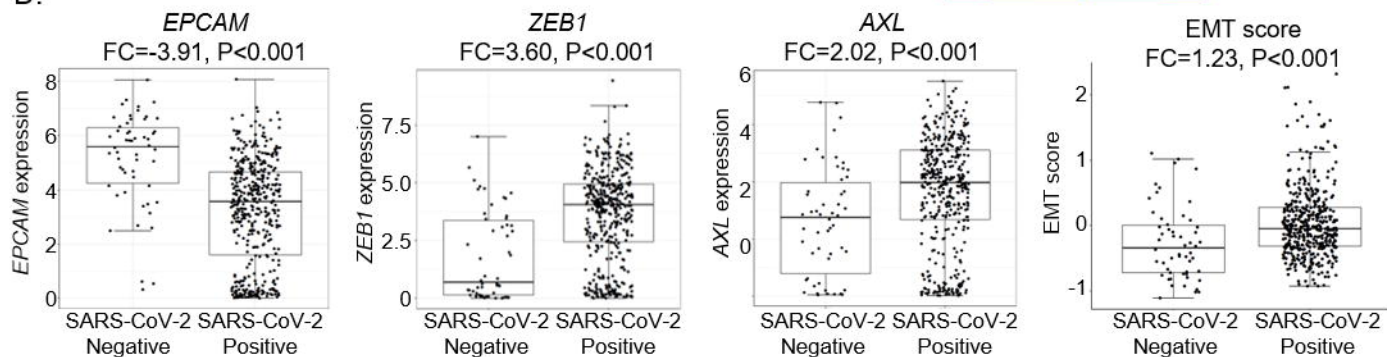 EPCAM
FC=-3.91, P<0.001
EPCAM expression
8
6
4
2
0
SARS-CoV-2 SARS-CoV-2
Negative Positive
ZEB1
FC=3.60, P<0.001
ZEB1 expression
7.5
5.0
2.5
0
SARS-CoV-2 SARS-CoV-2
Negative Positive
AXL
FC=2.02, P<0.001
AXL expression
6
4
2
0
SARS-CoV-2 SARS-CoV-2
Negative Positive
EMT score
FC=1.23, P<0.001
EMT score
2
1
0
-1
SARS-CoV-2 SARS-CoV-2
Negative Positive